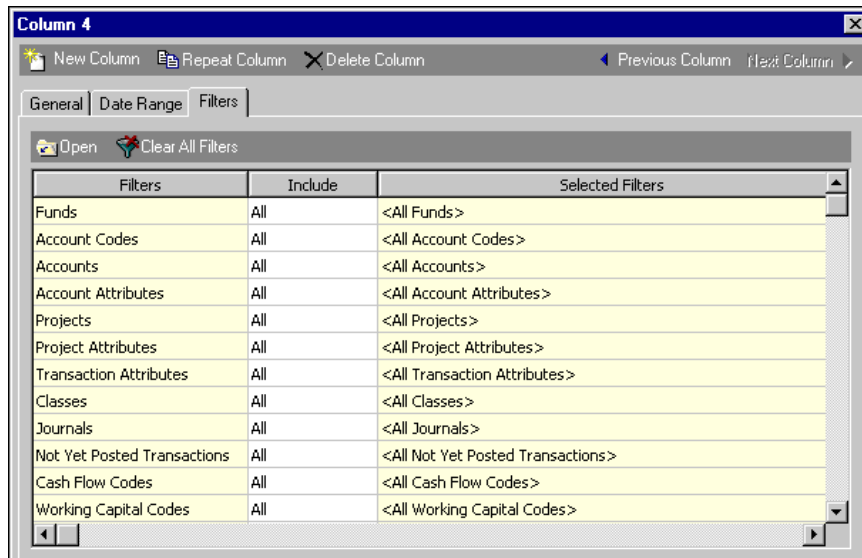 Column 4
New Column Repeat Column Delete Column Previous Column Next Column
General Date Range Filters
Open Clear All Filters
Filters Include Selected Filters
Funds All <All Funds>
Account Codes All <All Account Codes>
Accounts All <All Accounts>
Account Attributes All <All Account Attributes>
Projects All <All Projects>
Project Attributes All <All Project Attributes>
Transaction Attributes All <All Transaction Attributes>
Classes All <All Classes>
Journals All <All Journals>
Not Yet Posted Transactions All <All Not Yet Posted Transactions>
Cash Flow Codes All <All Cash Flow Codes>
Working Capital Codes All <All Working Capital Codes>